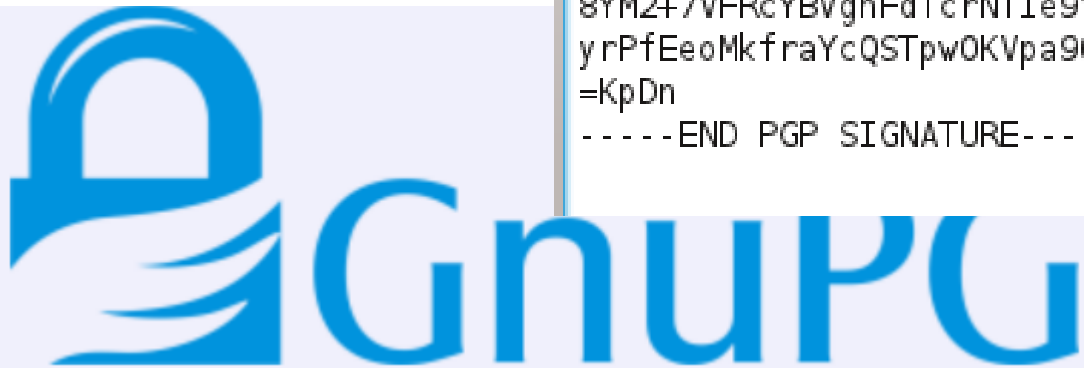 yrPfEeoMkfraYcQSTpwOKVpa9
=KpDn
-----END PGP SIGNATURE---
GnuPG